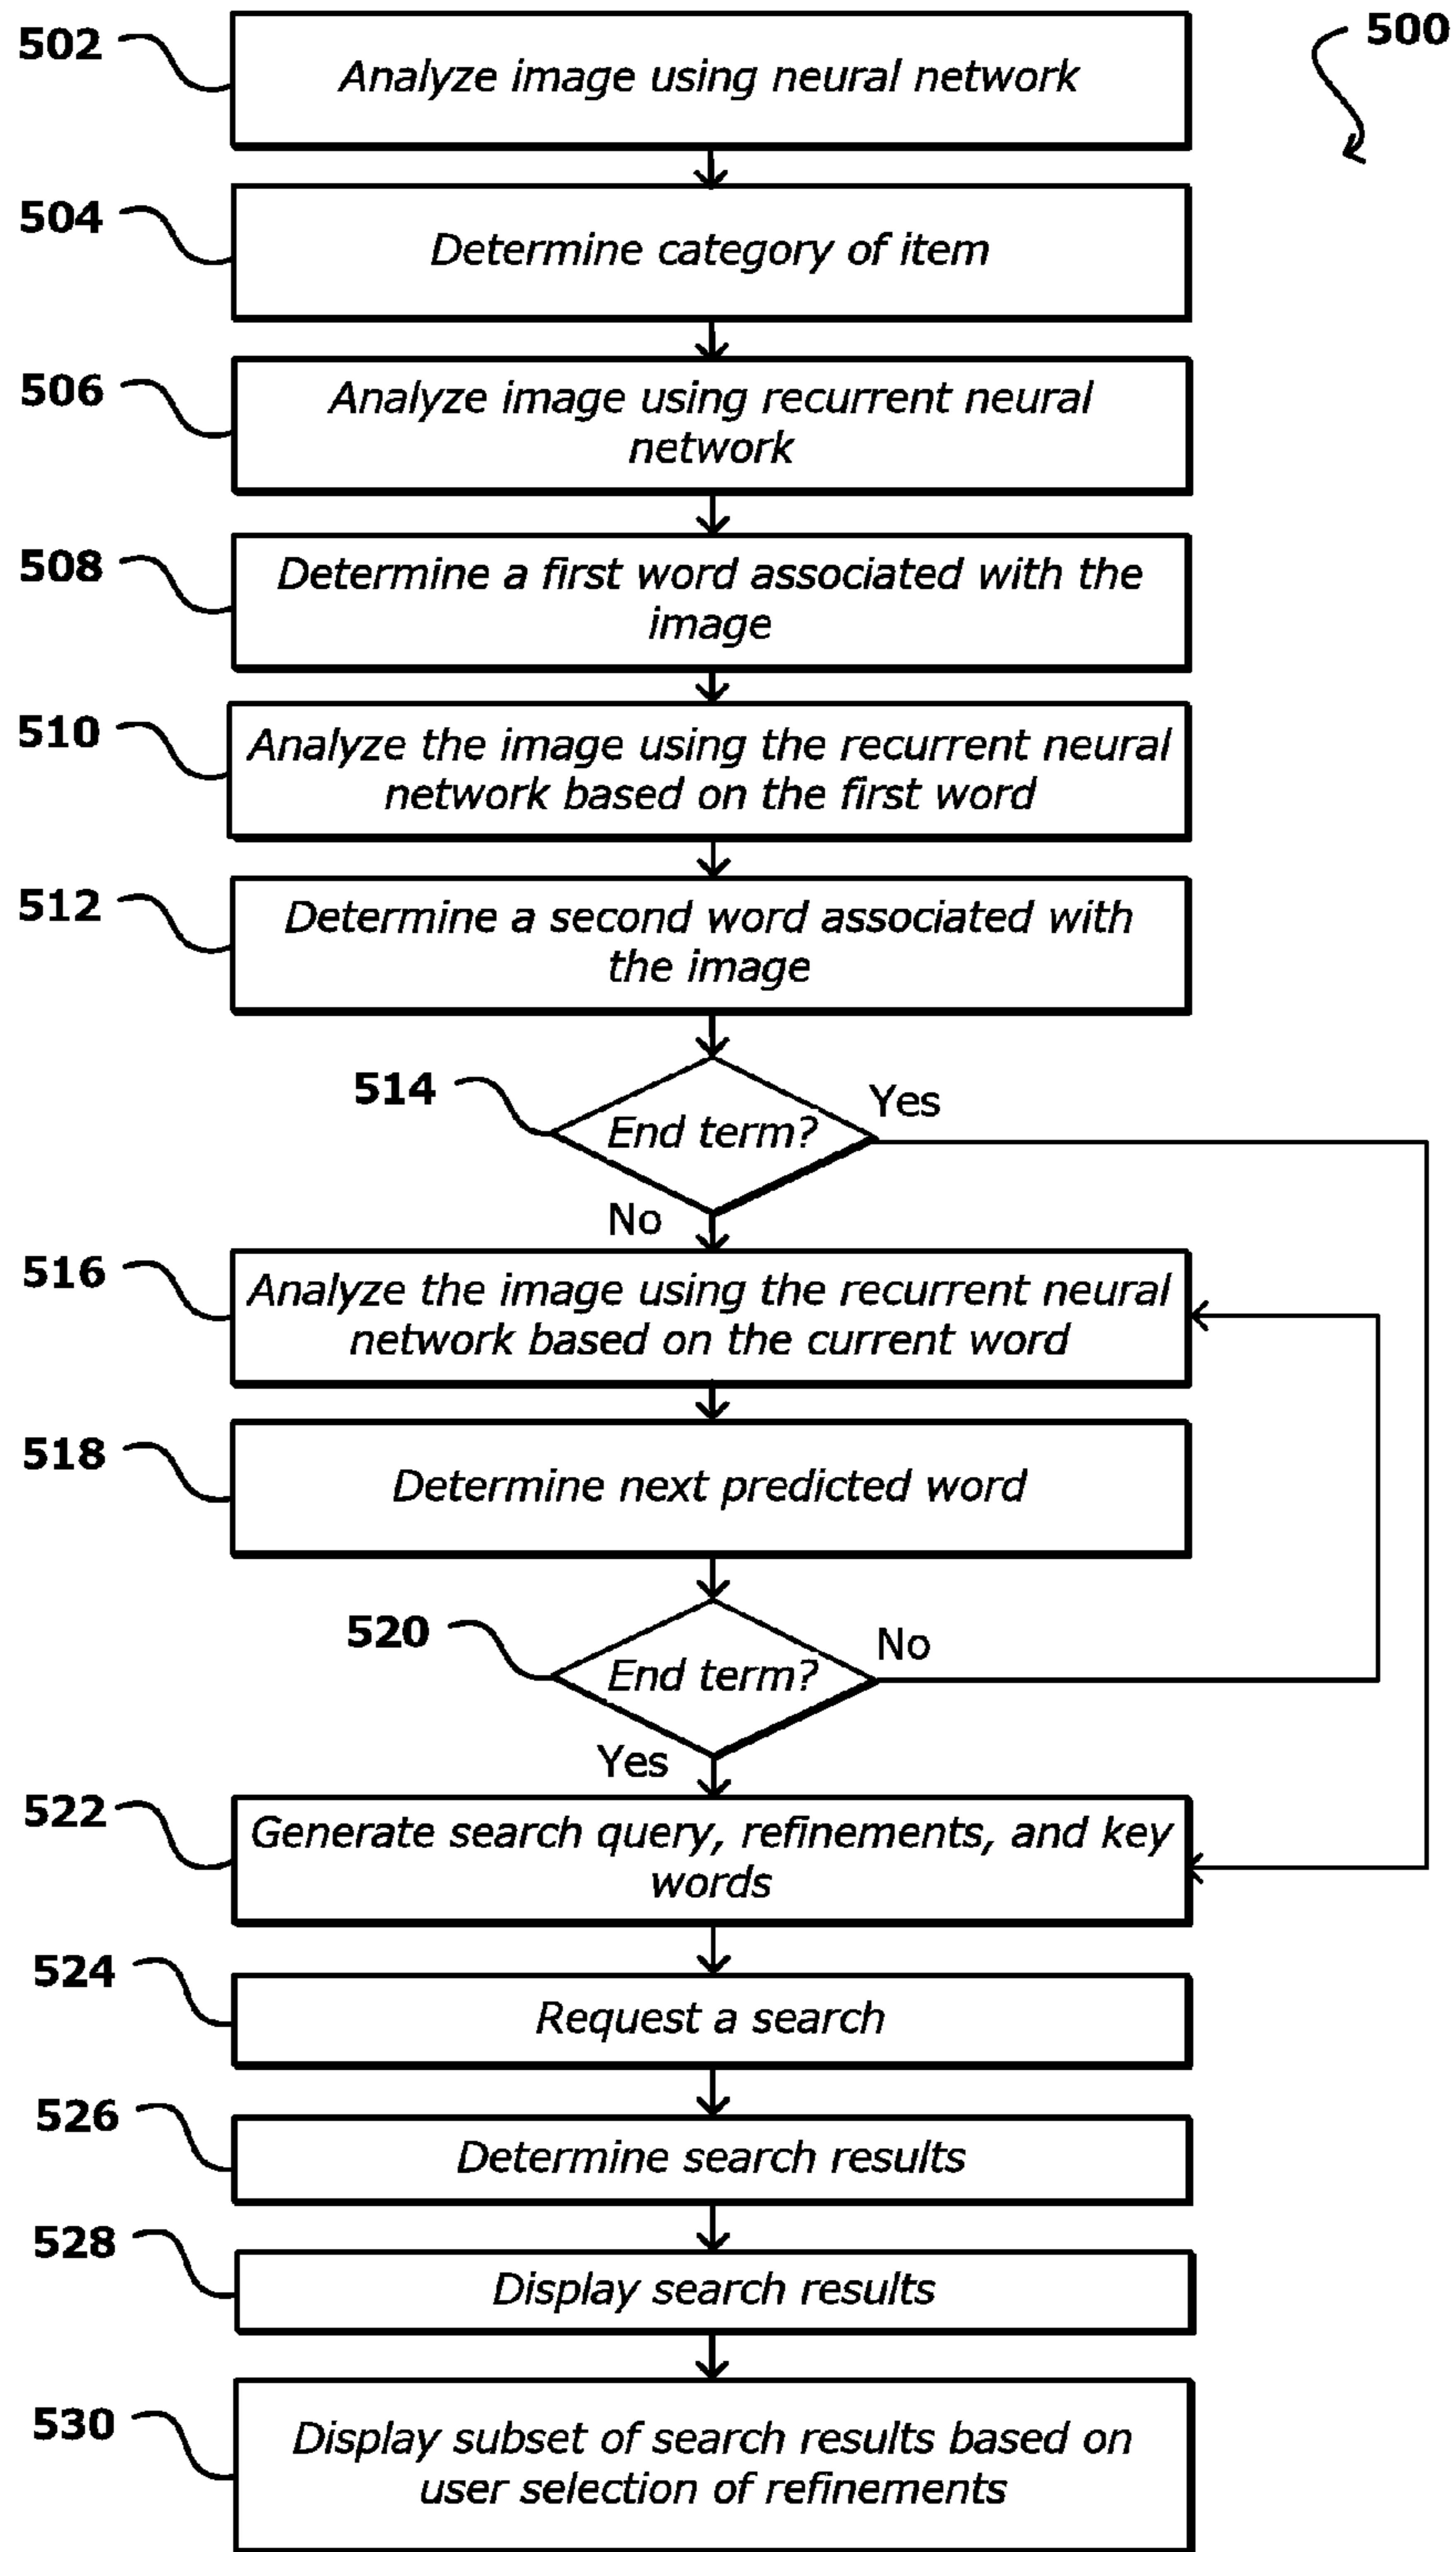 500
502
Analyze image using neural network
504
Determine category of item
506
Analyze image using recurrent neural
network
508
Determine a first word associated with the
image
510
Analyze the image using the recurrent neural
network based on the first word
512
Determine a second word associated with
the image
514
End term?
Yes
No
516
Analyze the image using the recurrent neural
network based on the current word
518
Determine next predicted word
520
End term?
No
Yes
522
Generate search query, refinements, and key
words
524
Request a search
526
Determine search results
528
Display search results
530
Display subset of search results based on
user selection of refinements